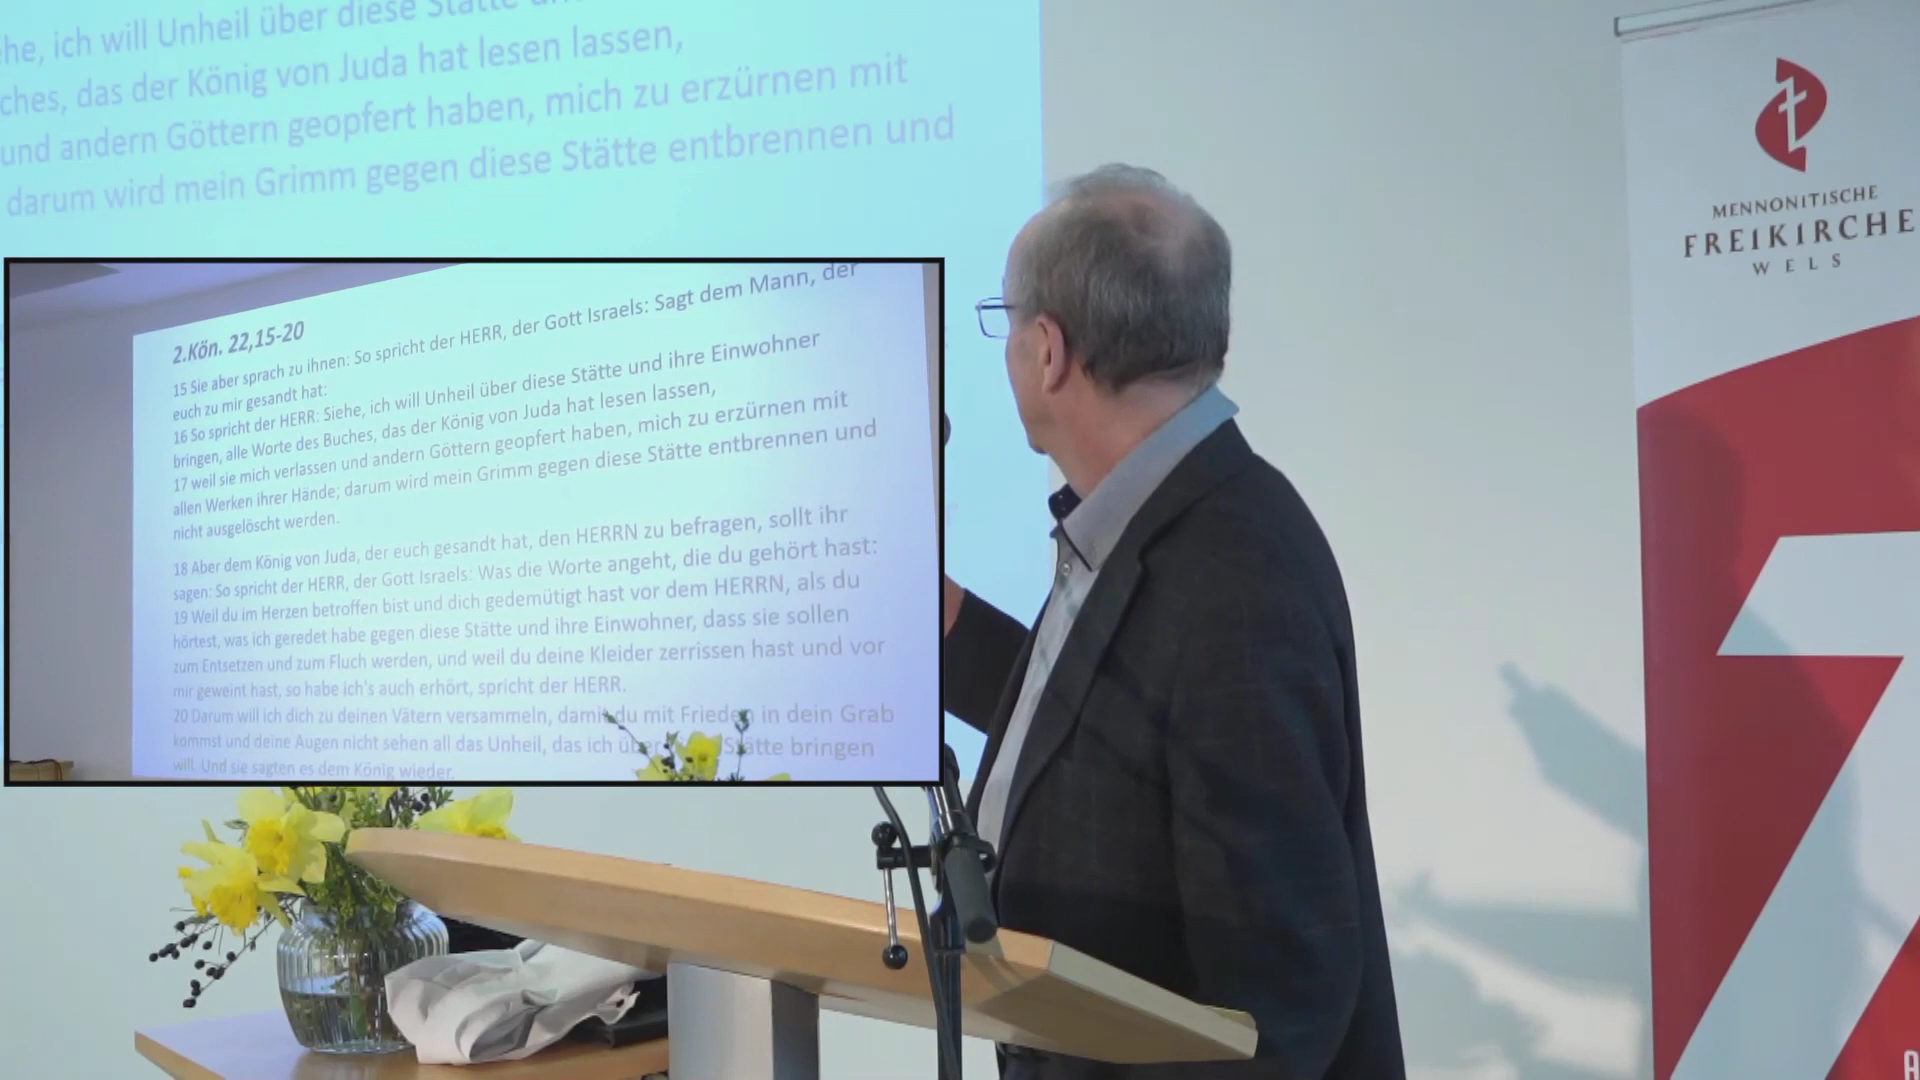 he, ich will Unheil über diese Stätte
ches, das der König von Juda hat lesen lassen,
und andern Göttern geopfert haben, mich zu erzürnen mit
darum wird mein Grimm gegen diese Stätte entbrennen und
2.Kön. 22,15-20
15 Sie aber sprach zu ihnen: So spricht der HERR, der Gott Israels: Sagt dem Mann, der
euch zu mir gesandt hat:
16 So spricht der HERR: Siehe, ich will Unheil über diese Stätte und ihre Einwohner
bringen, alle Worte des Buches, das der König von Juda hat lesen lassen,
17 weil sie mich verlassen und andern Göttern geopfert haben, mich zu erzürnen mit
allen Werken ihrer Hände; darum wird mein Grimm gegen diese Stätte entbrennen und
nicht ausgelöscht werden.
18 Aber dem König von Juda, der euch gesandt hat, den HERRN zu befragen, sollt ihr
sagen: So spricht der HERR, der Gott Israels: Was die Worte angeht, die du gehört hast:
19 Weil du im Herzen betroffen bist und dich gedemütigt hast vor dem HERRN, als du
hörtest, was ich geredet habe gegen diese Stätte und ihre Einwohner, dass sie sollen
zum Entsetzen und zum Fluch werden, und weil du deine Kleider zerrissen hast und vor
mir geweint hast, so habe ich's auch erhört, spricht der HERR.
20 Darum will ich dich zu deinen Vätern versammeln, damit du mit Frieden in dein Grab
kommst und deine Augen nicht sehen all das Unheil, das ich über Stätte bringen
will. Und sie sagten es dem König wieder.
MENNONITISCHE
FREIKIRCHE
WELS